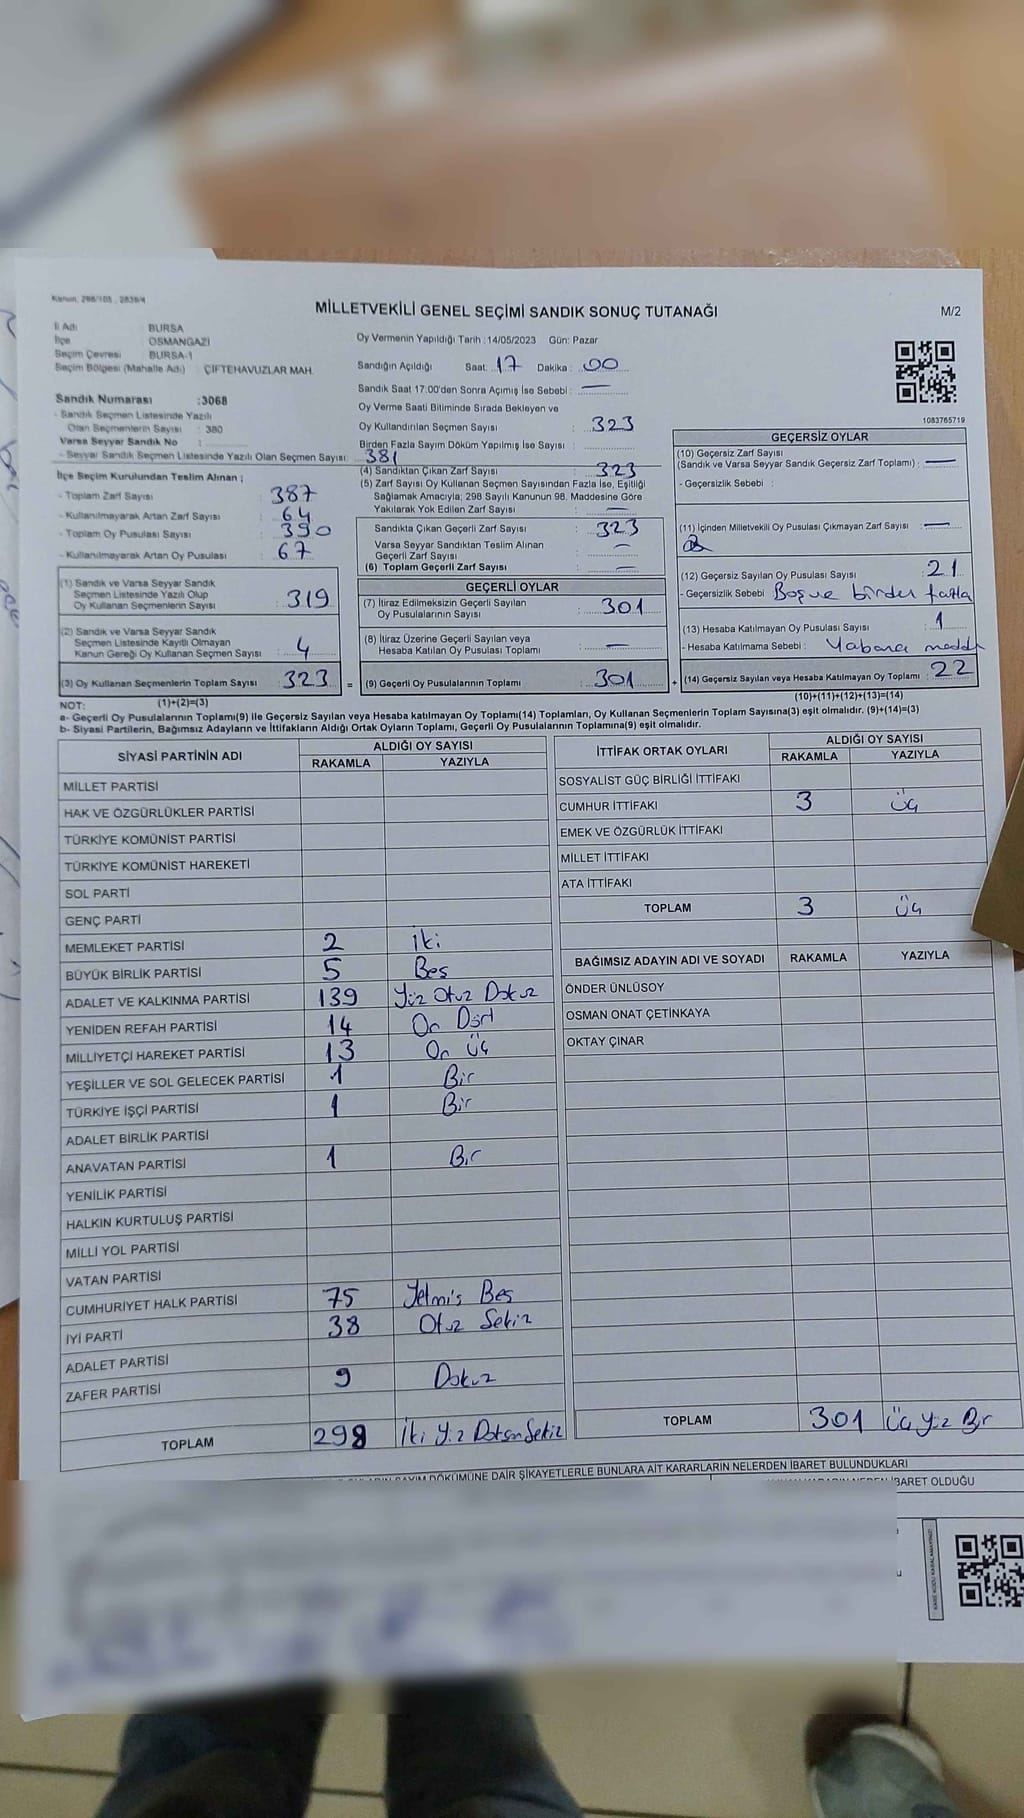 Kanun, 298/105 , 2839/4
MİLLETVEKİLİ GENEL SEÇİMİ SANDIK SONUÇ TUTANAĞI
M/2
İl Adı : BURSA
İlçe : OSMANGAZİ
Seçim Çevresi : BURSA-1
Seçim Bölgesi (Mahalle Adı) : ÇİFTEHAVUZLAR MAH.
Sandık Numarası :3068
- Sandık Seçmen Listesinde Yazılı
Olan Seçmenlerin Sayısı : 380
Varsa Seyyar Sandık No :
- Seyyar Sandık Seçmen Listesinde Yazılı Olan Seçmen Sayısı:
Oy Vermenin Yapıldığı Tarih :14/05/2023 Gün: Pazar
Sandığın Açıldığı Saat: 17 Dakika : 00
Sandık Saat 17:00'den Sonra Açımış İse Sebebi : —
Oy Verme Saati Bitiminde Sırada Bekleyen ve
Oy Kullandırılan Seçmen Sayısı : 323
Birden Fazla Sayım Döküm Yapılmış İse Sayısı :
381
1083765719
İlçe Seçim Kurulundan Teslim Alınan ;
- Toplam Zarf Sayısı : 387
- Kullanılmayarak Artan Zarf Sayısı : 64
- Toplam Oy Pusulası Sayısı : 390
- Kullanılmayarak Artan Oy Pusulası : 67
(1) Sandık ve Varsa Seyyar Sandık
Seçmen Listesinde Yazılı Olup
Oy Kullanan Seçmenlerin Sayısı : 319
(2) Sandık ve Varsa Seyyar Sandık
Seçmen Listesinde Kayıtlı Olmayan
Kanun Gereği Oy Kullanan Seçmen Sayısı : 4
(3) Oy Kullanan Seçmenlerin Toplam Sayısı : 323 =
(4) Sandıktan Çıkan Zarf Sayısı : 323
(5) Zarf Sayısı Oy Kullanan Seçmen Sayısından Fazla İse, Eşitliği
Sağlamak Amacıyla; 298 Sayılı Kanunun 98. Maddesine Göre
Yakılarak Yok Edilen Zarf Sayısı : —
Sandıkta Çıkan Geçerli Zarf Sayısı : 323
Varsa Seyyar Sandıktan Teslim Alınan
Geçerli Zarf Sayısı : —
(6) Toplam Geçerli Zarf Sayısı : —
GEÇERLİ OYLAR
(7) İtiraz Edilmeksizin Geçerli Sayılan
Oy Pusulalarının Sayısı : 301
(8) İtiraz Üzerine Geçerli Sayılan veya
Hesaba Katılan Oy Pusulası Toplamı : —
(9) Geçerli Oy Pusulalarının Toplamı : 301 +
GEÇERSİZ OYLAR
(10) Geçersiz Zarf Sayısı
(Sandık ve Varsa Seyyar Sandık Geçersiz Zarf Toplamı) : —
- Geçersizlik Sebebi :
(11) İçinden Milletvekili Oy Pusulası Çıkmayan Zarf Sayısı : —
(12) Geçersiz Sayılan Oy Pusulası Sayısı : 21
- Geçersizlik Sebebi : Boş ve birden fazla
(13) Hesaba Katılmayan Oy Pusulası Sayısı : 1
- Hesaba Katılmama Sebebi : Yabancı madde
(14) Geçersiz Sayılan veya Hesaba Katılmayan Oy Toplamı : 22
NOT: (1)+(2)=(3)
(10)+(11)+(12)+(13)=(14)
a- Geçerli Oy Pusulalarının Toplamı(9) ile Geçersiz Sayılan veya Hesaba katılmayan Oy Toplamı(14) Toplamları, Oy Kullanan Seçmenlerin Toplam Sayısına(3) eşit olmalıdır. (9)+(14)=(3)
b- Siyasi Partilerin, Bağımsız Adayların ve İttifakların Aldığı Ortak Oyların Toplamı, Geçerli Oy Pusulalarının Toplamına(9) eşit olmalıdır.
SİYASİ PARTİNİN ADI
ALDIĞI OY SAYISI
RAKAMLA YAZIYLA
MİLLET PARTİSİ
HAK VE ÖZGÜRLÜKLER PARTİSİ
TÜRKİYE KOMÜNİST PARTİSİ
TÜRKİYE KOMÜNİST HAREKETİ
SOL PARTİ
GENÇ PARTİ
MEMLEKET PARTİSİ 2 İki
BÜYÜK BİRLİK PARTİSİ 5 Beş
ADALET VE KALKINMA PARTİSİ 139 Yüz Otuz Dokuz
YENİDEN REFAH PARTİSİ 14 On Dört
MİLLİYETÇİ HAREKET PARTİSİ 13 On Üç
YEŞİLLER VE SOL GELECEK PARTİSİ 1 Bir
TÜRKİYE İŞÇİ PARTİSİ 1 Bir
ADALET BİRLİK PARTİSİ
ANAVATAN PARTİSİ 1 Bir
YENİLİK PARTİSİ
HALKIN KURTULUŞ PARTİSİ
MİLLİ YOL PARTİSİ
VATAN PARTİSİ
CUMHURİYET HALK PARTİSİ 75 Yetmiş Beş
İYİ PARTİ 38 Otuz Sekiz
ADALET PARTİSİ
ZAFER PARTİSİ 9 Dokuz
TOPLAM 298 İki Yüz Doksan Sekiz
İTTİFAK ORTAK OYLARI
ALDIĞI OY SAYISI
RAKAMLA YAZIYLA
SOSYALİST GÜÇ BİRLİĞİ İTTİFAKI
CUMHUR İTTİFAKI 3 Üç
EMEK VE ÖZGÜRLÜK İTTİFAKI
MİLLET İTTİFAKI
ATA İTTİFAKI
TOPLAM 3 Üç
BAĞIMSIZ ADAYIN ADI VE SOYADI RAKAMLA YAZIYLA
ÖNDER ÜNLÜSOY
OSMAN ONAT ÇETİNKAYA
OKTAY ÇINAR
TOPLAM 301 Üç Yüz Bir
SAYIM DÖKÜMÜNE DAİR ŞİKAYETLERLE BUNLARA AİT KARARLARIN NELERDEN İBARET BULUNDUKLARI
İBARET OLDUĞU